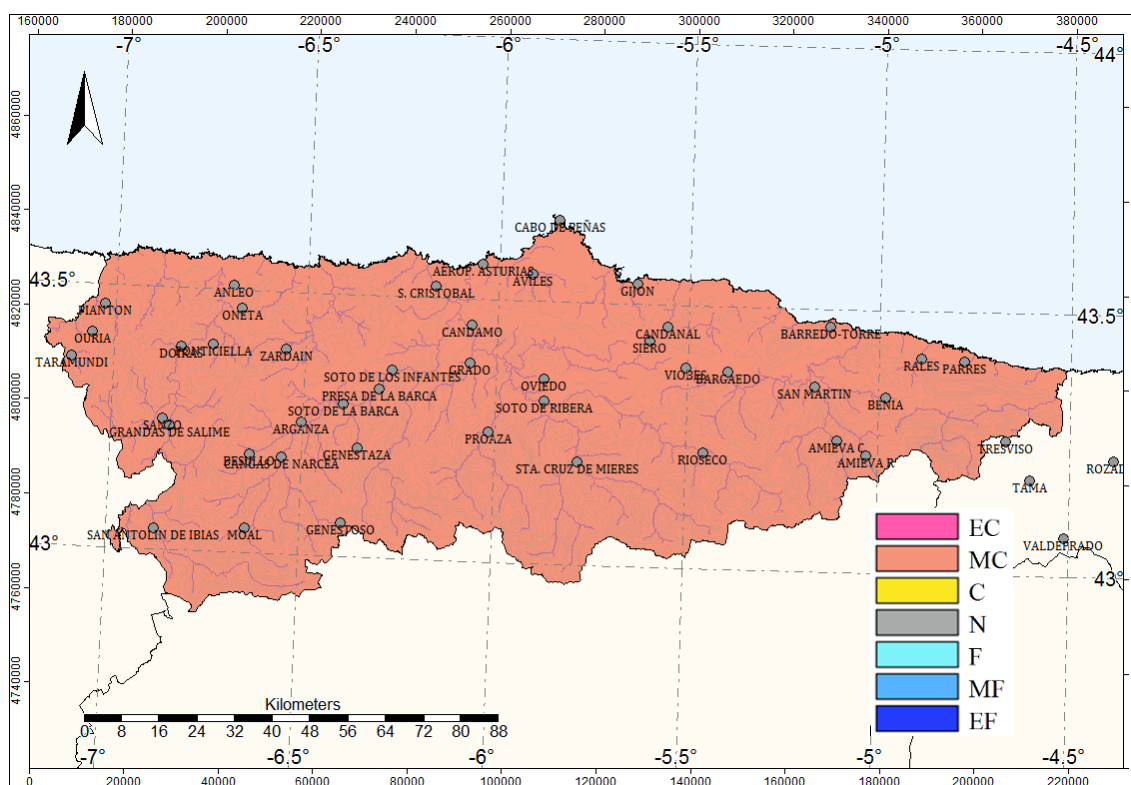 160000 180000 200000 220000 240000 260000 280000 300000 320000 340000 360000 380000
-7° -6.5° -6° -5.5° -5° -4.5°
44°
4860000
4840000
CABO DE PEÑAS
AEROP. ASTURIAS
AVILES
43.5°
ANLEO
S. CRISTOBAL
GIJON
4820000
PIANTON
ONETA
43.5°
OURIA
CANDAMO
CANDANAL
BARREDO-TORRE
SIERO
DOIRAS
PONTICIELLA
ZARDAIN
TARAMUNDI
GRADO
RALES
PARRES
SOTO DE LOS INFANTES
VIOBES
BARGAEDO
OVIEDO
PRESA DE LA BARCA
SAN MARTIN
4800000
SOTO DE LA BARCA
SOTO DE RIBERA
BENIA
GRANDAS DE SALIME
ARGANZA
PROAZA
AMIEVA C
TRESVISO
GENESTAZA
BESULLO
CANGAS DE NARCEA
STA. CRUZ DE MIERES
RIOSECO
AMIEVA R
4780000
TAMA
SAN ANTOLIN DE IBIAS
MOAL
GENESTOSO
VALDEPRADO
43°
43°
4760000
EC
MC
C
N
F
MF
EF
4740000
Kilometers
0 8 16 24 32 40 48 56 64 72 80 88
-7° -6.5° -6° -5.5° -5° -4.5°
0 20000 40000 60000 80000 100000 120000 140000 160000 180000 200000 220000